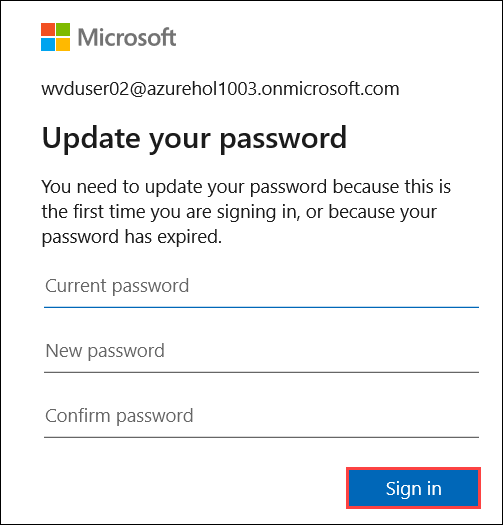 Microsoft
wvduser02@azurehol1003.onmicrosoft.com
Update your password
You need to update your password because this is
the first time you are signing in, or because your
password has expired.
Current password
New password
Confirm password
Sign in